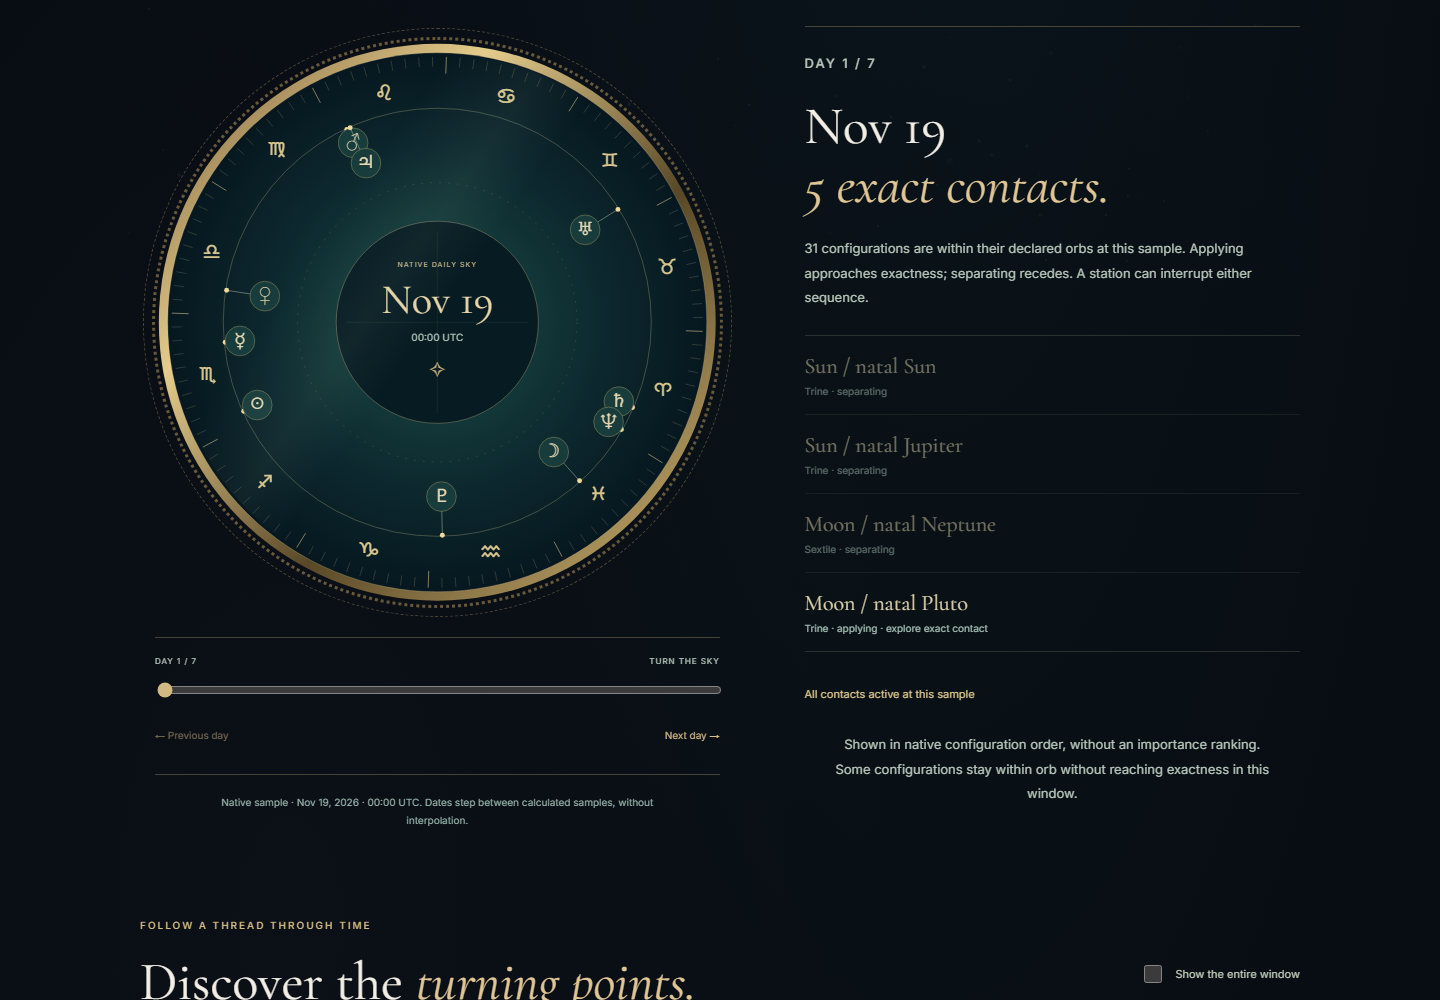 NATIVE DAILY SKY
Nov 19
00:00 UTC
DAY 1 / 7
TURN THE SKY
← Previous day
Next day →
Native sample · Nov 19, 2026 · 00:00 UTC. Dates step between calculated samples, without
interpolation.
DAY 1 / 7
Nov 19
5 exact contacts.
31 configurations are within their declared orbs at this sample. Applying
approaches exactness; separating recedes. A station can interrupt either
sequence.
Sun / natal Sun
Trine · separating
Sun / natal Jupiter
Trine · separating
Moon / natal Neptune
Sextile · separating
Moon / natal Pluto
Trine · applying · explore exact contact
All contacts active at this sample
Shown in native configuration order, without an importance ranking.
Some configurations stay within orb without reaching exactness in this
window.
FOLLOW A THREAD THROUGH TIME
Discover the turning points.
Show the entire window